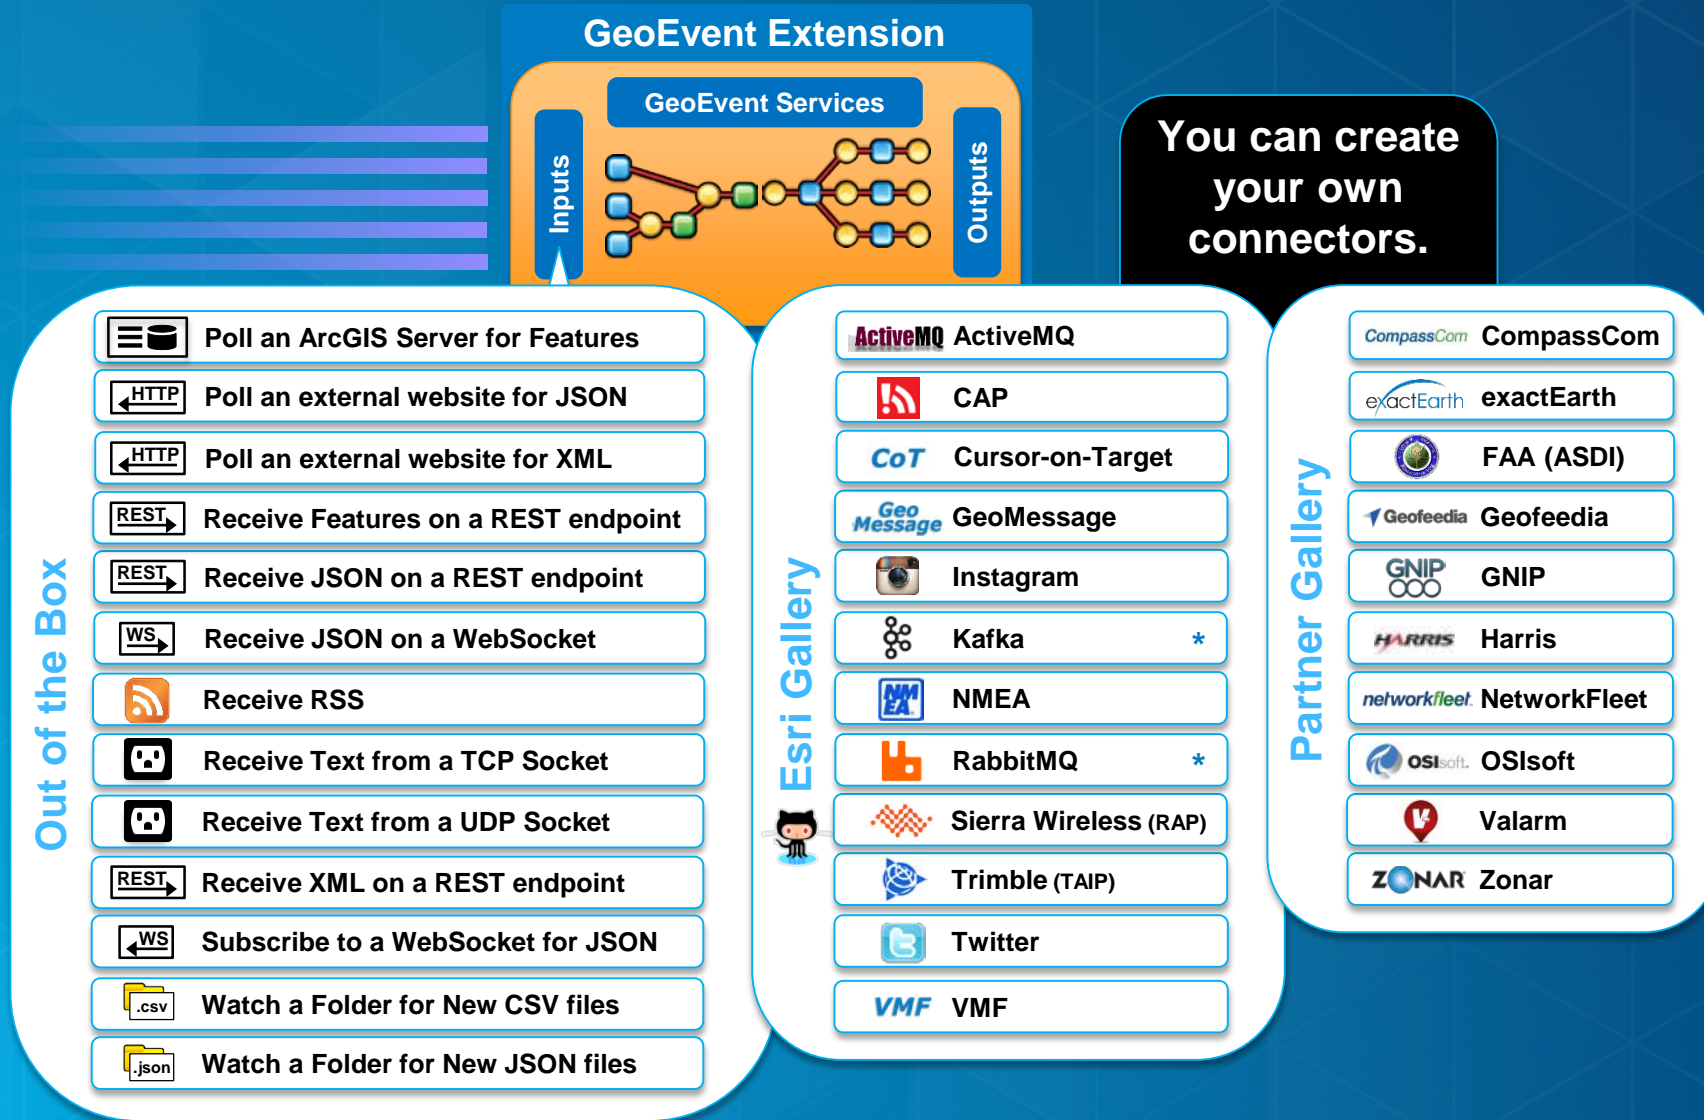 GeoEvent Extension
GeoEvent Services
Inputs
Outputs
You can create
your own
connectors.
Out of the Box
Poll an ArcGIS Server for Features
HTTP Poll an external website for JSON
HTTP Poll an external website for XML
REST Receive Features on a REST endpoint
REST Receive JSON on a REST endpoint
WS Receive JSON on a WebSocket
Receive RSS
Receive Text from a TCP Socket
Receive Text from a UDP Socket
REST Receive XML on a REST endpoint
WS Subscribe to a WebSocket for JSON
.csv Watch a Folder for New CSV files
.json Watch a Folder for New JSON files
Esri Gallery
ActiveMQ ActiveMQ
CAP
CoT Cursor-on-Target
Geo
Message GeoMessage
Instagram
Kafka *
NMEA NMEA
RabbitMQ *
Sierra Wireless (RAP)
Trimble (TAIP)
Twitter
VMF VMF
Partner Gallery
CompassCom CompassCom
exactEarth exactEarth
FAA (ASDI)
Geofeedia Geofeedia
GNIP GNIP
HARRIS Harris
networkfleet. NetworkFleet
OSIsoft. OSIsoft
Valarm
ZONAR Zonar